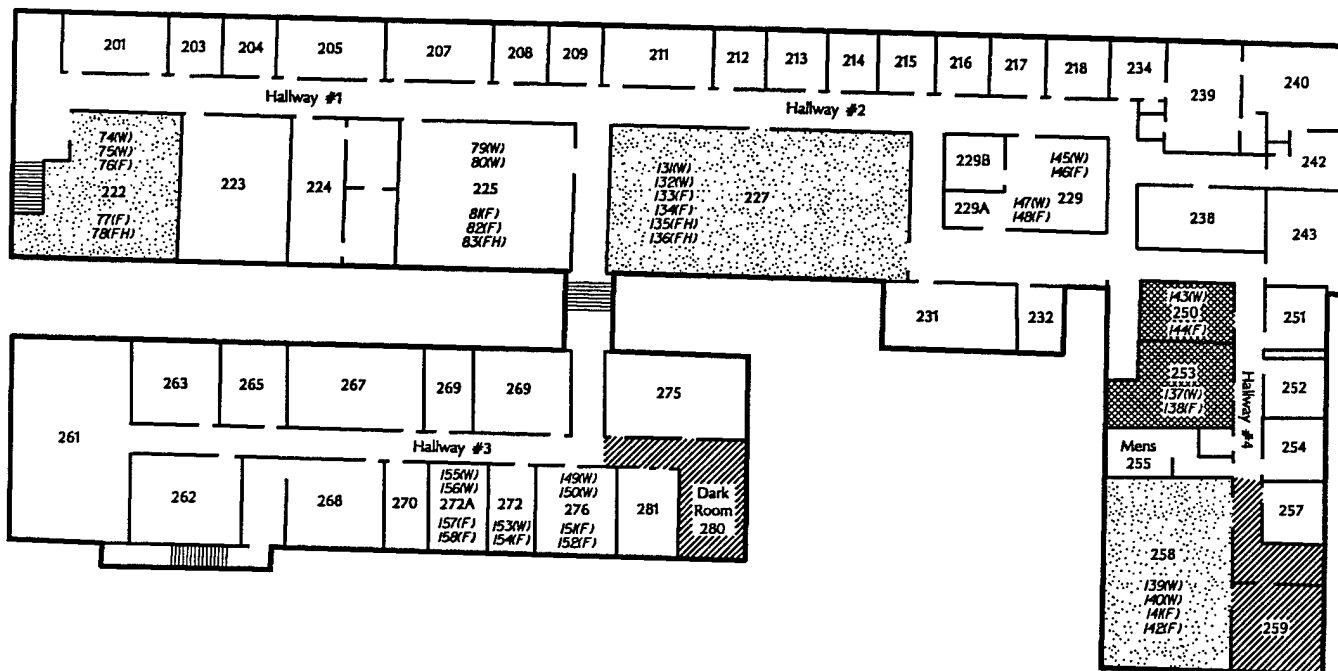 201
203
204
205
207
208
209
211
212
213
214
215
216
217
218
234
239
240
Hallway #1
Hallway #2
74(W)
75(W)
76(F)
222
77(F)
78(FH)
223
224
79(W)
80(W)
225
81(F)
82(F)
83(FH)
131(W)
132(W)
133(F)
134(F)
135(FH)
136(FH)
227
229B
229A
145(W)
146(F)
147(W)
148(F)
229
242
238
243
231
232
143(W)
250
144(F)
251
253
137(W)
138(F)
Hallway #4
252
Mens
255
254
257
258
139(W)
140(W)
141(F)
142(F)
259
261
263
265
267
269
269
275
Hallway #3
262
268
270
155(W)
156(W)
272A
157(F)
158(F)
272
153(W)
154(F)
149(W)
150(W)
276
151(F)
152(F)
281
Dark
Room
280